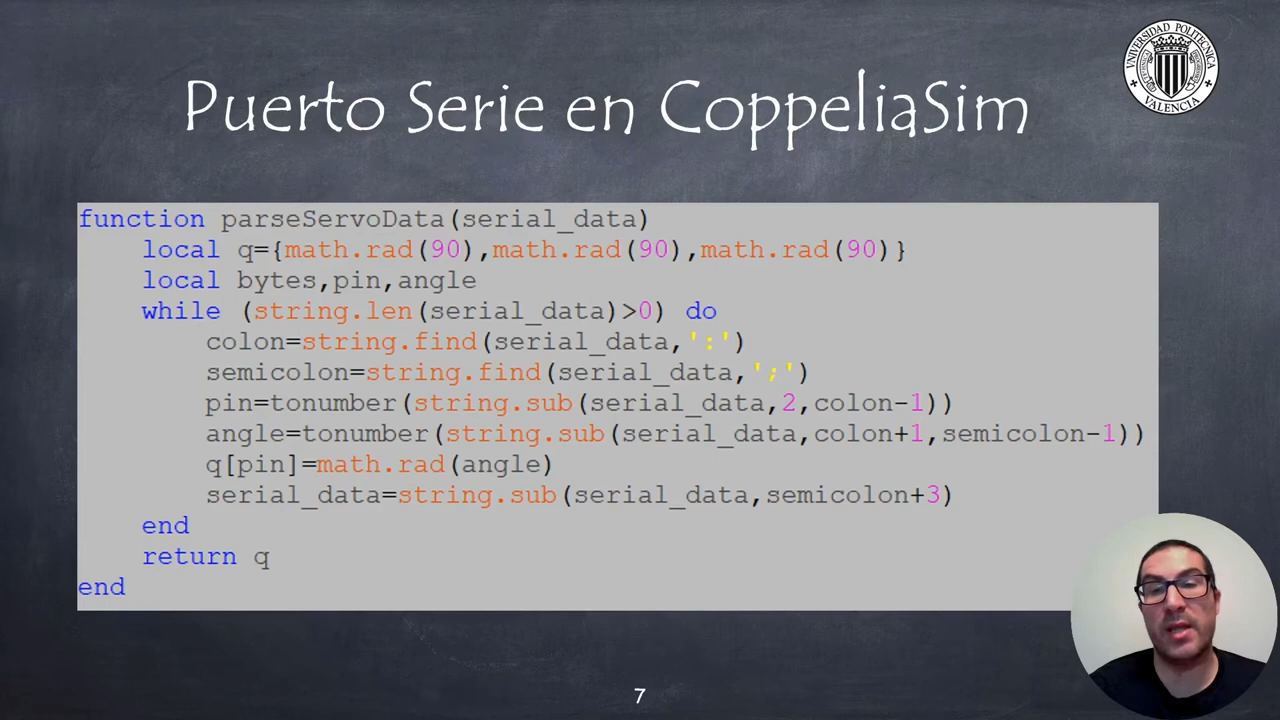 UNIVERSIDAD POLITECNICA
VALENCIA
Puerto Serie en CoppeliaSim
function parseServoData(serial_data)
    local q={math.rad(90),math.rad(90),math.rad(90)}
    local bytes,pin,angle
    while (string.len(serial_data)>0) do
        colon=string.find(serial_data,':')
        semicolon=string.find(serial_data,';')
        pin=tonumber(string.sub(serial_data,2,colon-1))
        angle=tonumber(string.sub(serial_data,colon+1,semicolon-1))
        q[pin]=math.rad(angle)
        serial_data=string.sub(serial_data,semicolon+3)
    end
    return q
end
7